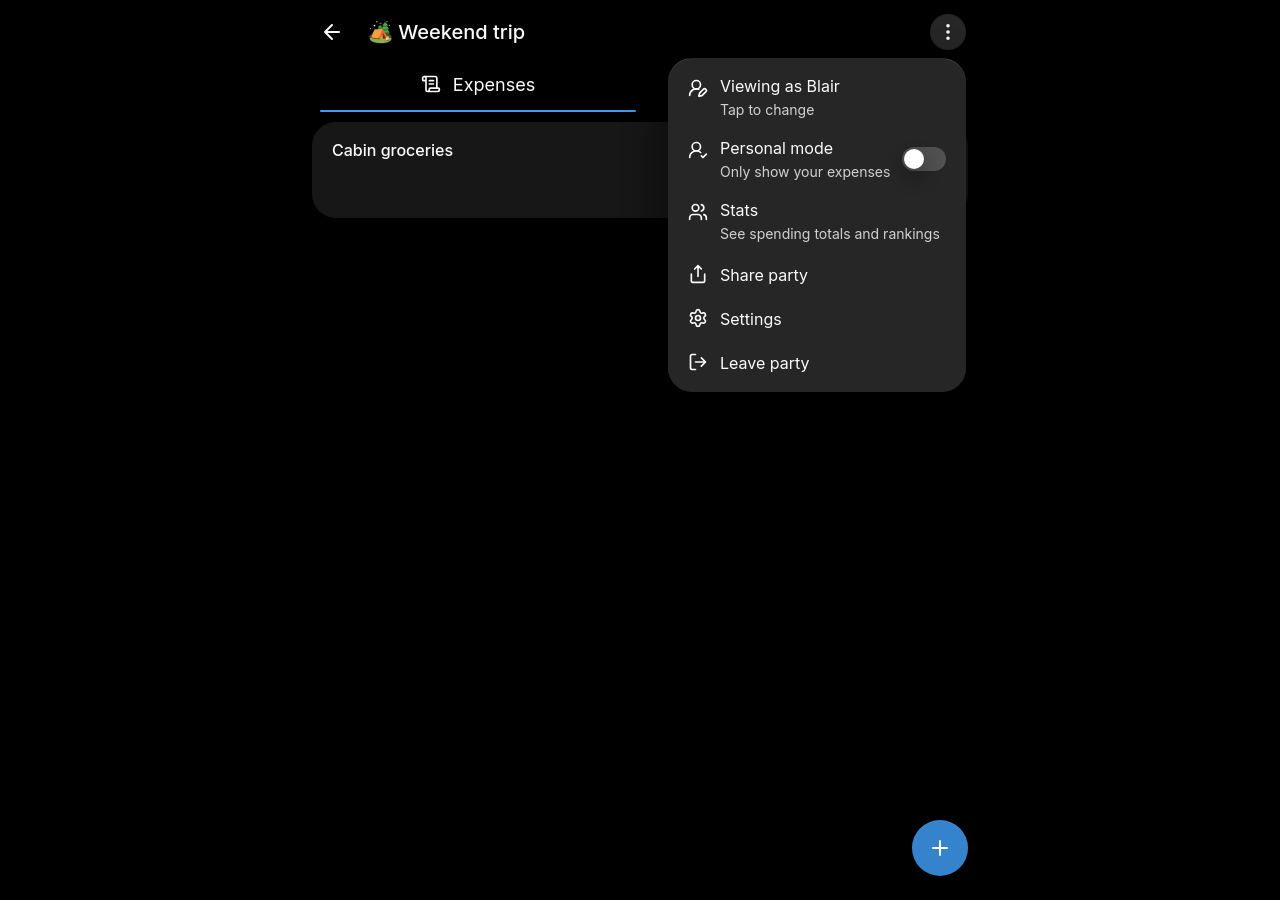 🏕️ Weekend trip
Expenses
Cabin groceries
Viewing as Blair
Tap to change
Personal mode
Only show your expenses
Stats
See spending totals and rankings
Share party
Settings
Leave party